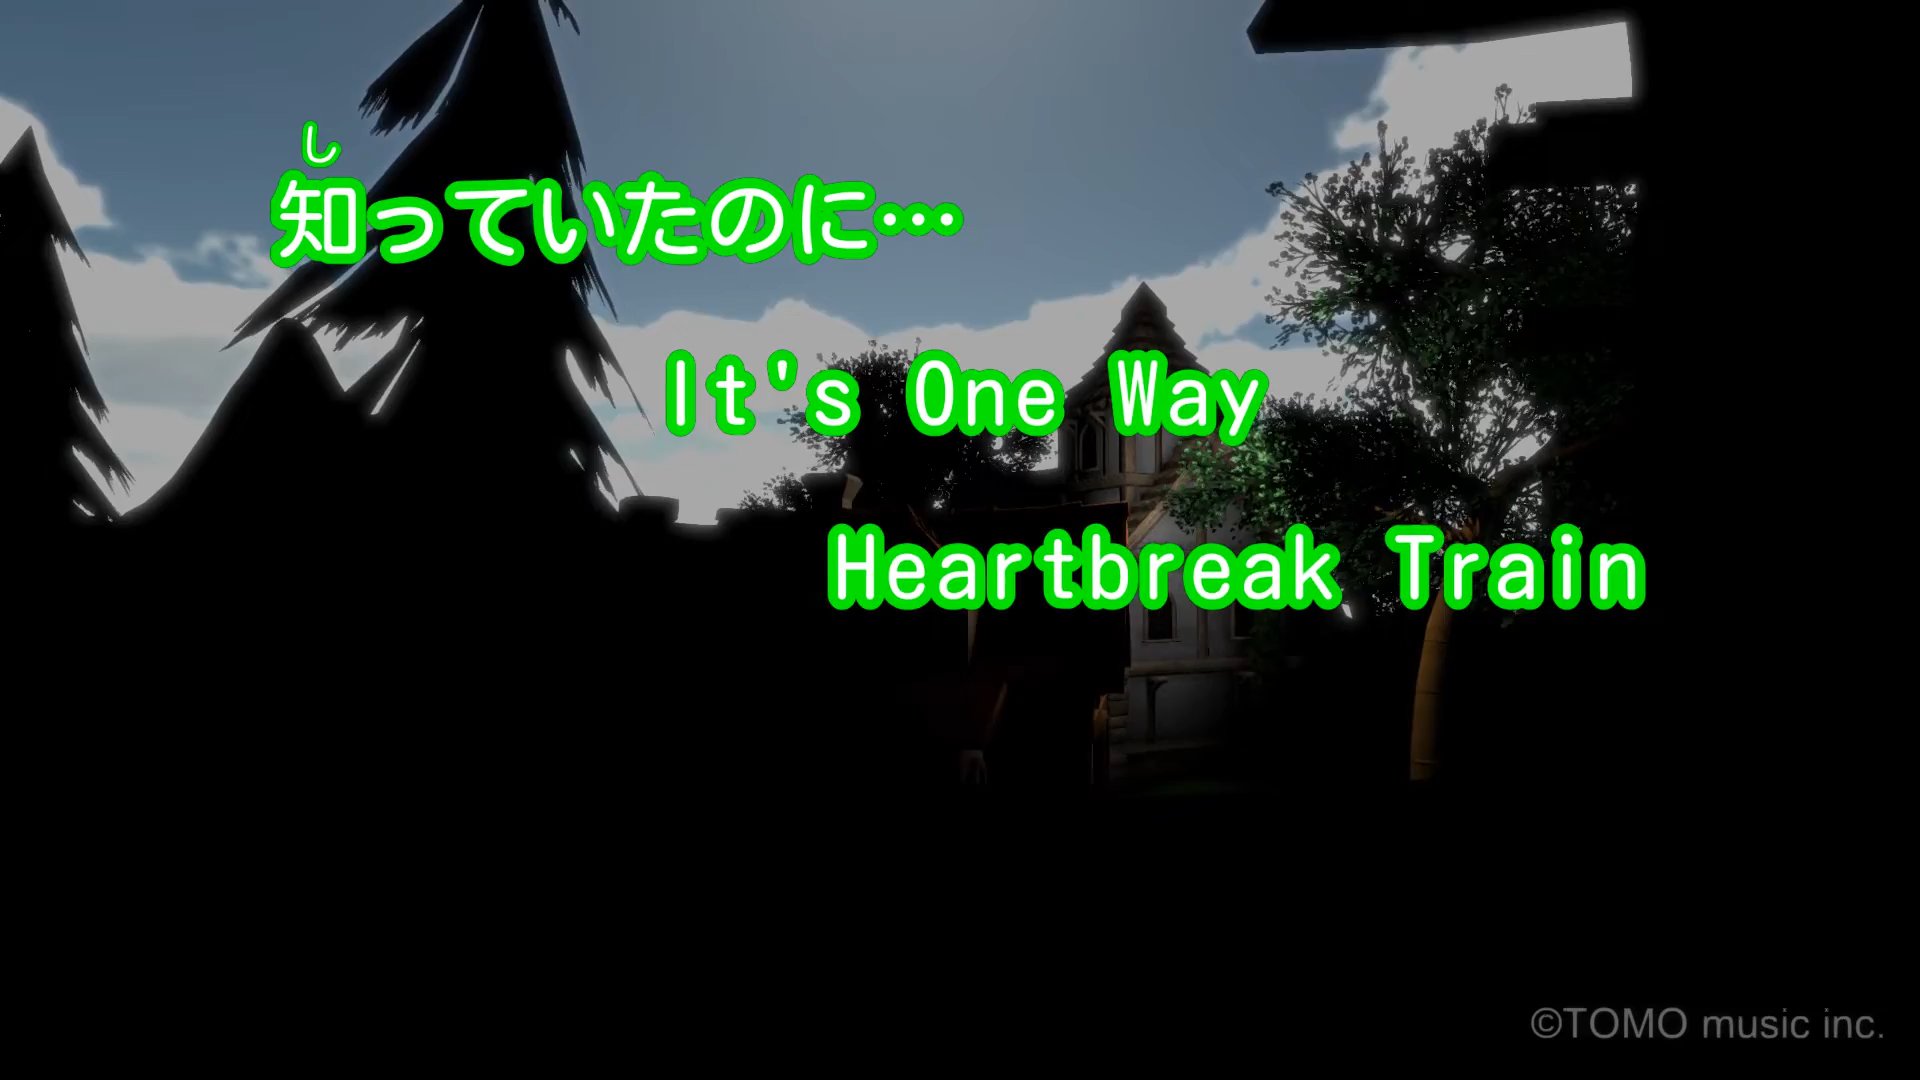 し
知っていたのに…
It's One Way
Heartbreak Train
©TOMO music inc.